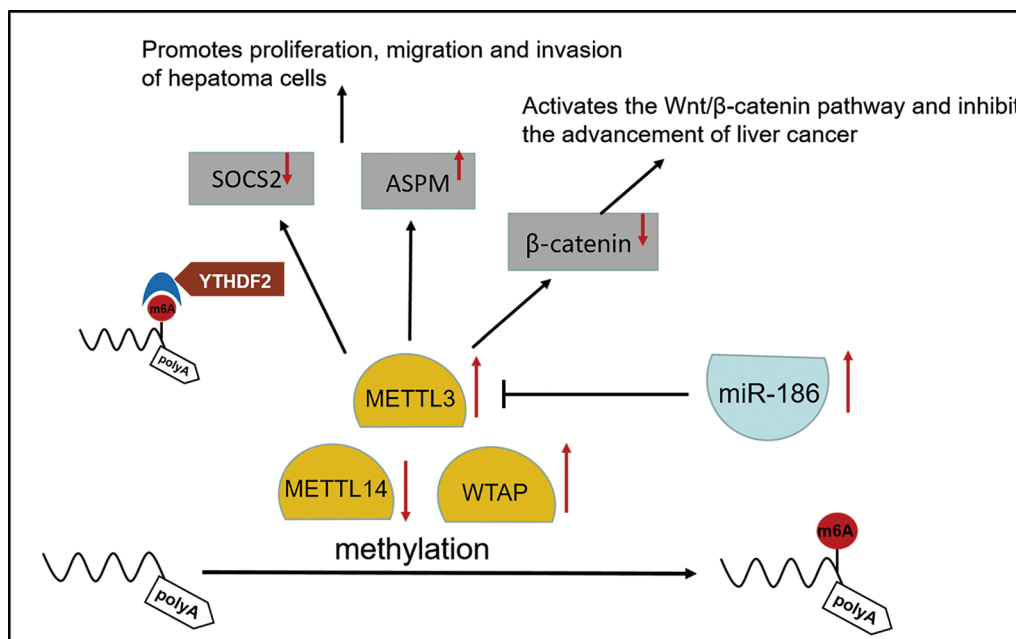 Promotes proliferation, migration and invasion
of hepatoma cells
Activates the Wnt/β-catenin pathway and inhibit
the advancement of liver cancer
SOCS2
ASPM
β-catenin
YTHDF2
m6A
polyA
METTL3
miR-186
METTL14
WTAP
methylation
polyA
m6A
polyA